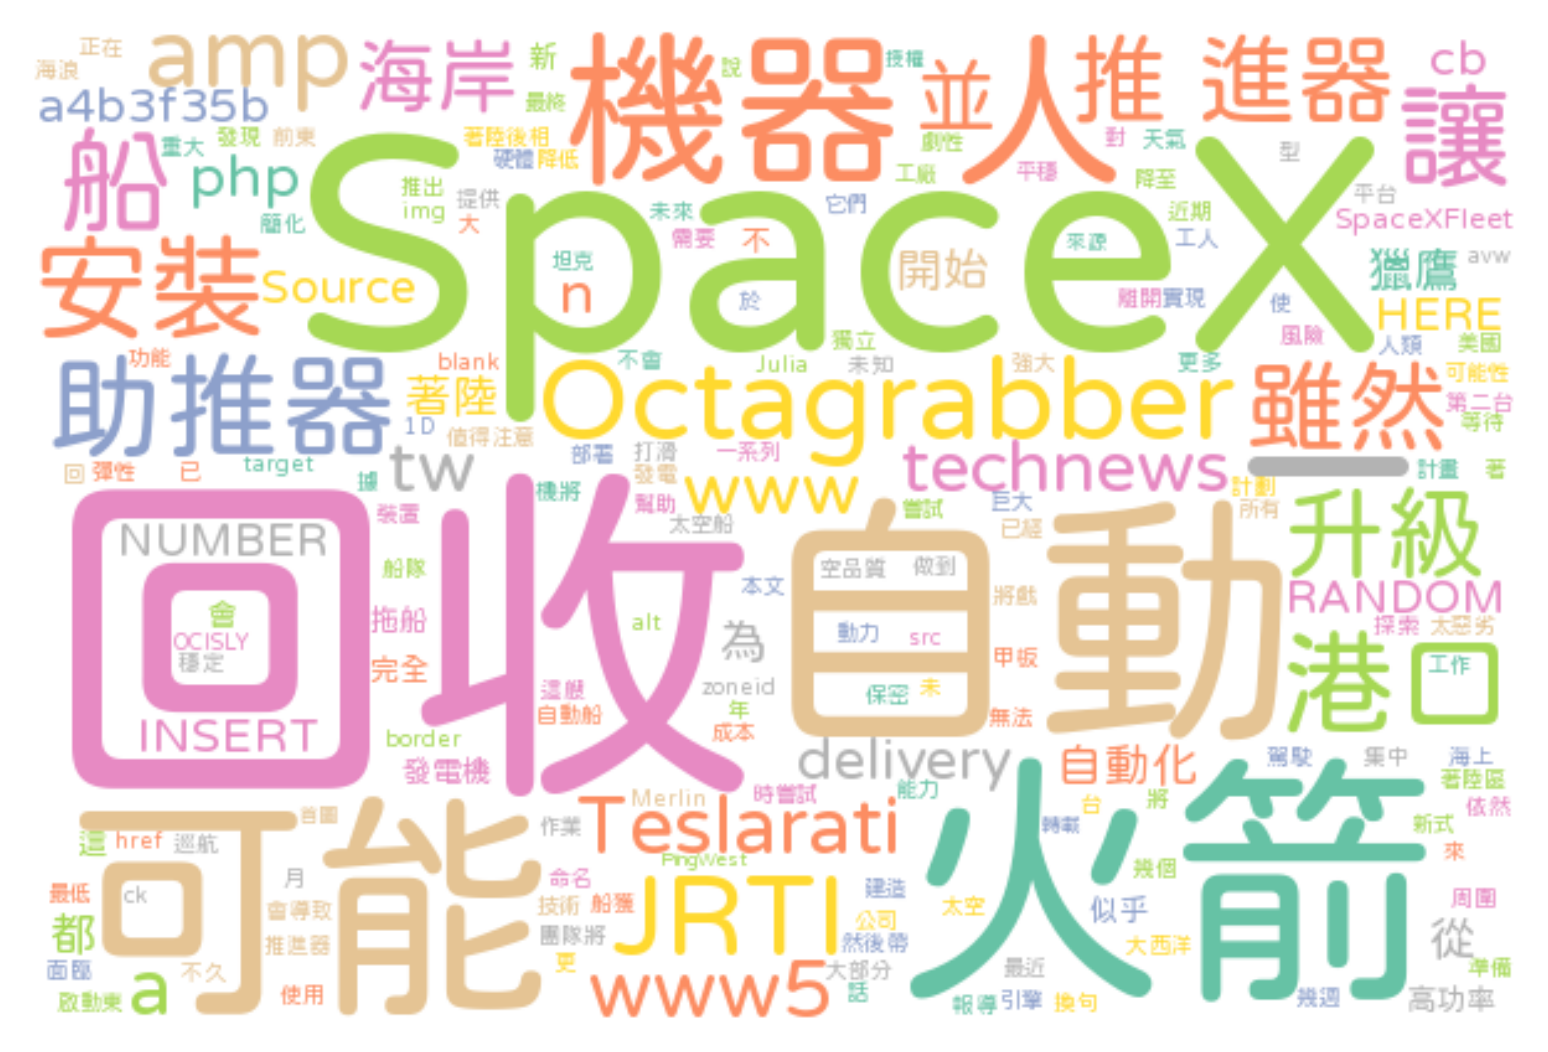 正在
amp
海岸
新
機器人
說
授權
並
推進器
cb
讓
海浪
a4b3f35b
最終
船
重大
發現
前東
著陸後相
硬體
降低
劇性
對
天氣
型
php
推出
img
提供
大
工廠
平穩
降至
平台
簡化
SpaceX
未來
需要
不
它們
近期
工人
SpaceXFleet
安裝
Source
坦克
n
於
開始
來源
離開
實現
使
獵鷹
avw
HERE
風險
人類
美國
功能
助推器
blank
著陸
1D
值得注意
不會
Julia
獨立
未知
強大
更多
Octagrabber
雖然
可能性
第二台
等待
回
彈性
已
target
據
tw
部署
打滑
一系列
機將
發電
www
technews
一
計畫
著
計劃
裝置
幫助
太空船
嘗試
巨大
已經
所有
升級
回收
NUMBER
會
OCISLY
穩定
INSERT
船隊
拖船
完全
border
發電機
這艘
自動船
alt
本文
為
zoneid
年
成本
自動
空品質
做到
動力
src
保密
未
將戲
甲板
無法
RANDOM
探索
太惡劣
港口
工作
delivery
自動化
駕駛
集中
海上
著陸區
依然
可能
首圖
這
href
巡航
ck
月
最低
都
面臨
會導致
推進器
不久
啟動東
a
使用
作業
Merlin
時嘗試
能力
Teslarati
PingWest
命名
技術
船獲
團隊將
更
JRTI
建造
公司
然後帶
www5
大部分
話
火箭
台
將
轉載
幾個
太空
似乎
大西洋
最近
報導
引擎
換句
幾週
新式
來
周圍
從
準備
高功率